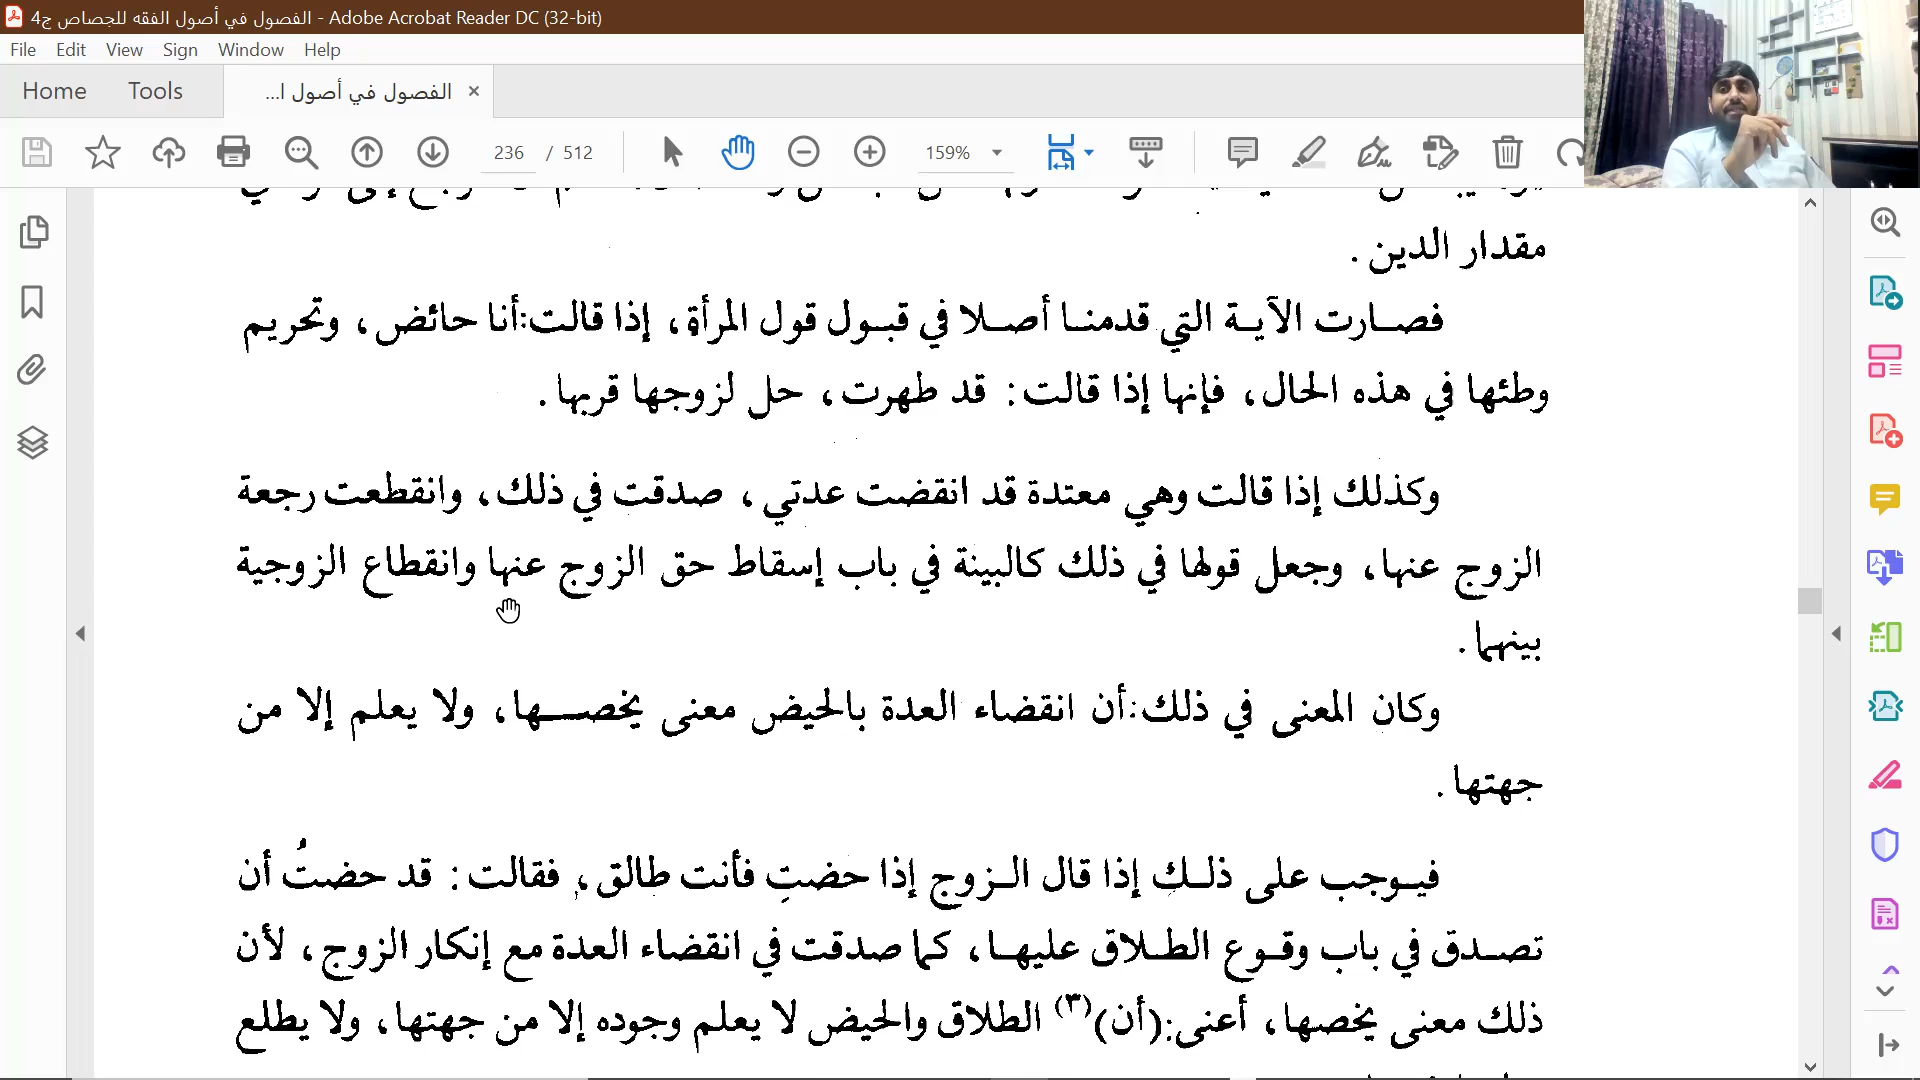 الفصول في أصول الفقه للجصاص ج4 - Adobe Acrobat Reader DC (32-bit)
File Edit View Sign Window Help
Home Tools الفصول في أصول ا... ×
236 / 512 159%
مقدار الدين .
فصارت الآية التي قدمنا أصلا في قبول قول المرأة، إذا قالت:أنا حائض، وتحريم
وطئها في هذه الحال، فإنها إذا قالت: قد طهرت، حل لزوجها قربها.
وكذلك إذا قالت وهي معتدة قد انقضت عدتي، صدقت في ذلك، وانقطعت رجعة
الزوج عنها، وجعل قولها في ذلك كالبينة في باب إسقاط حق الزوج عنها وانقطاع الزوجية
بينهما.
وكان المعنى في ذلك:أن انقضاء العدة بالحيض معنى يخصها، ولا يعلم إلا من
جهتها.
فيوجب على ذلك إذا قال الزوج إذا حضتِ فأنت طالق، فقالت: قد حضتُ أن
تصدق في باب وقوع الطلاق عليها، كما صدقت في انقضاء العدة مع إنكار الزوج، لأن
ذلك معنى يخصها، أعنى:(أن)(٣) الطلاق والحيض لا يعلم وجوده إلا من جهتها، ولا يطلع